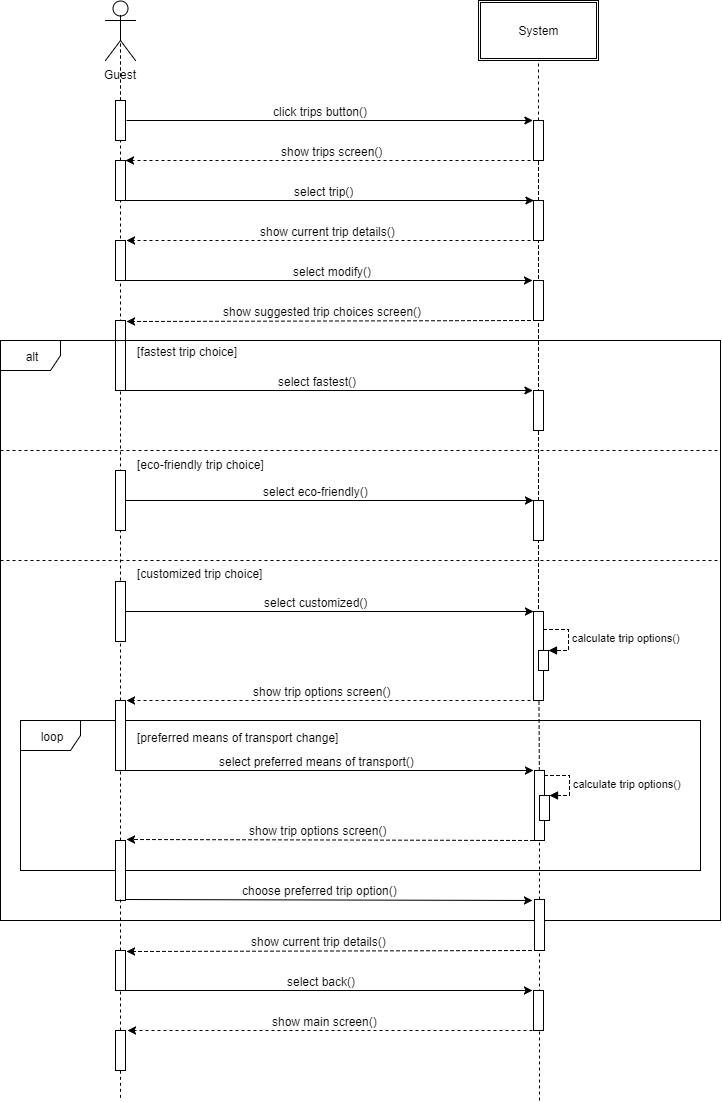 System
Guest
click trips button()
show trips screen()
select trip()
show current trip details()
select modify()
show suggested trip choices screen()
alt
[fastest trip choice]
select fastest()
[eco-friendly trip choice]
select eco-friendly()
[customized trip choice]
select customized()
calculate trip options()
show trip options screen()
loop
[preferred means of transport change]
select preferred means of transport()
calculate trip options()
show trip options screen()
choose preferred trip option()
show current trip details()
select back()
show main screen()